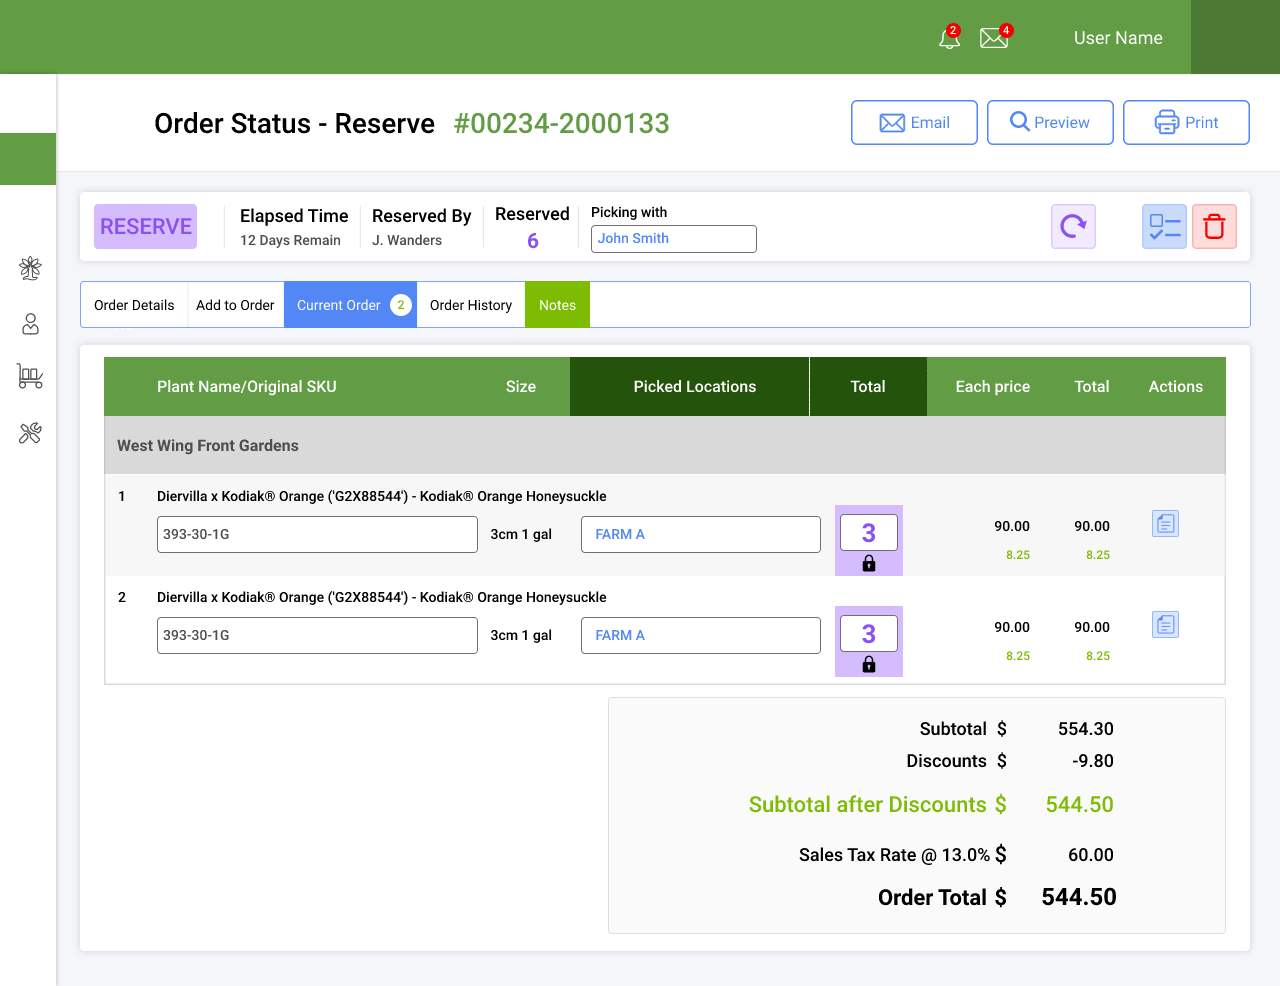 2
4
User Name
Order Status - Reserve #00234-2000133
Email
Preview
Print
RESERVE
Elapsed Time
12 Days Remain
Reserved By
J. Wanders
Reserved
6
Picking with
John Smith
Order Details
Add to Order
Current Order 2
Order History
Notes
Plant Name/Original SKU Size Picked Locations Total Each price Total Actions
West Wing Front Gardens
1 Diervilla x Kodiak® Orange ('G2X88544') - Kodiak® Orange Honeysuckle
393-30-1G 3cm 1 gal FARM A 3 90.00 90.00
8.25 8.25
2 Diervilla x Kodiak® Orange ('G2X88544') - Kodiak® Orange Honeysuckle
393-30-1G 3cm 1 gal FARM A 3 90.00 90.00
8.25 8.25
Subtotal $ 554.30
Discounts $ -9.80
Subtotal after Discounts $ 544.50
Sales Tax Rate @ 13.0% $ 60.00
Order Total $ 544.50